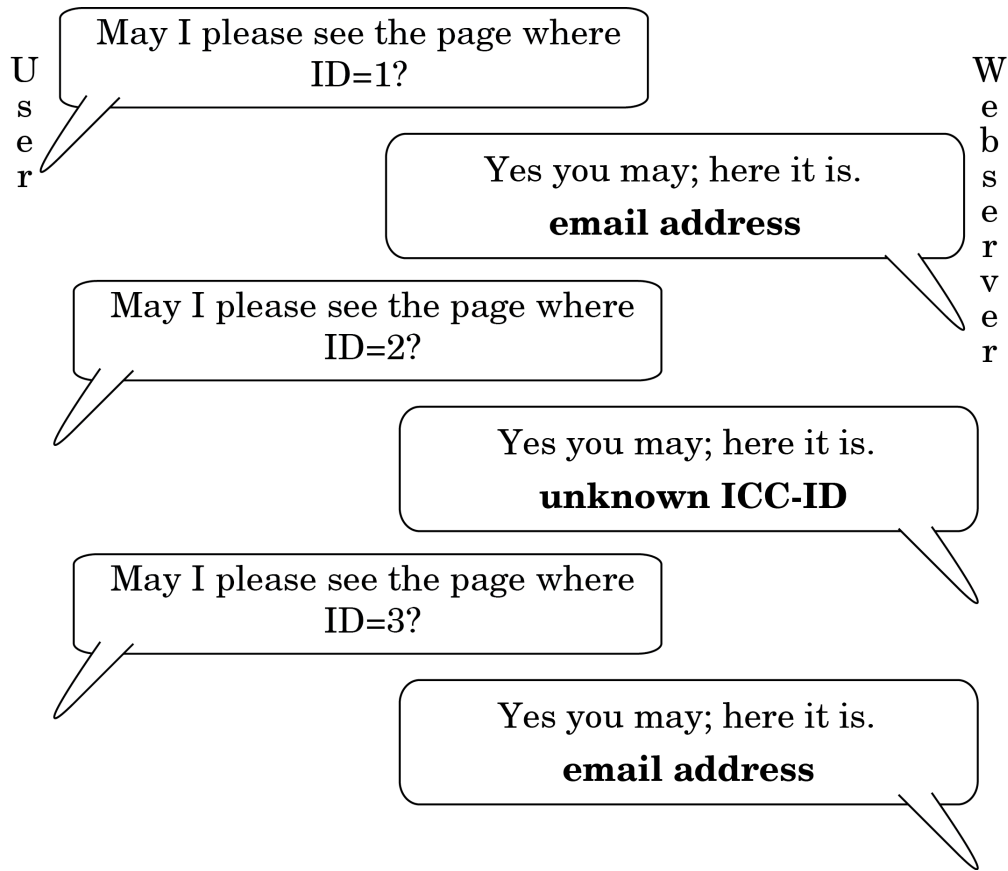 User
May I please see the page where
ID=1?
Webserver
Yes you may; here it is.
email address
May I please see the page where
ID=2?
Yes you may; here it is.
unknown ICC-ID
May I please see the page where
ID=3?
Yes you may; here it is.
email address